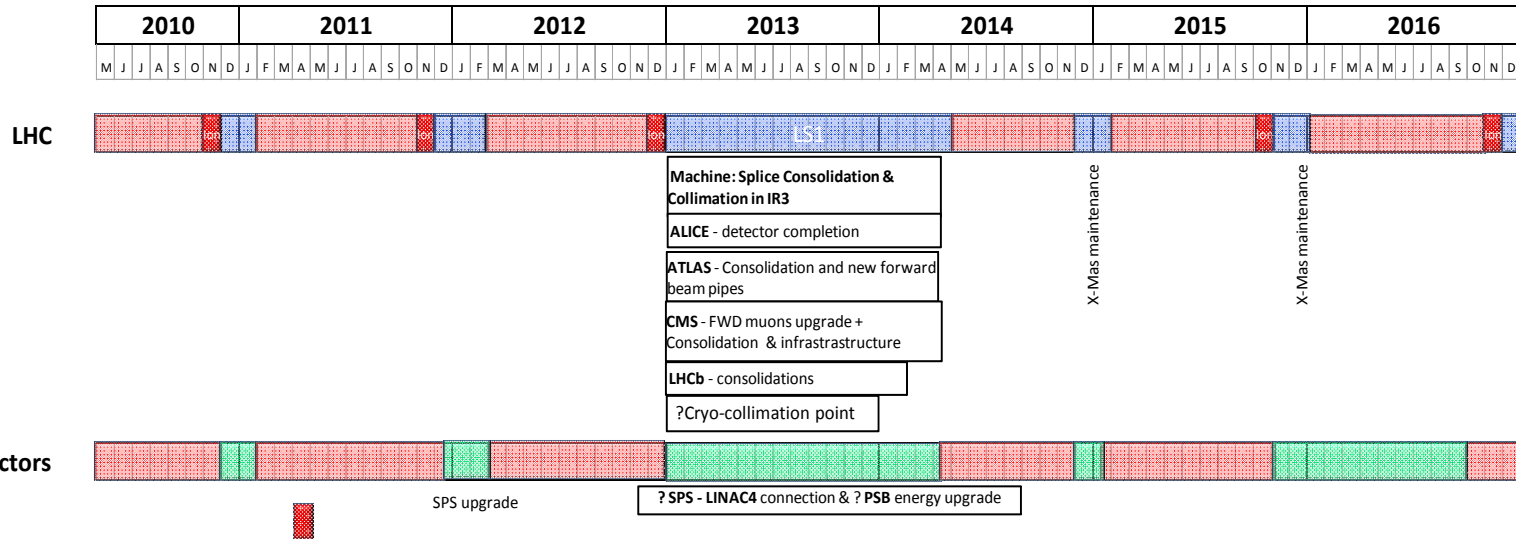 2010 2011 2012 2013 2014 2015 2016
M J J A S O N D J F M A M J J A S O N D J F M A M J J A S O N D J F M A M J J A S O N D J F M A M J J A S O N D J F M A M J J A S O N D J F M A M J J A S O N D
LHC
Ion
Ion
Ion
LS1
Ion
Ion
Machine: Splice Consolidation &
Collimation in IR3
ALICE - detector completion
ATLAS - Consolidation and new forward
beam pipes
CMS - FWD muons upgrade +
Consolidation & infrastrastructure
LHCb - consolidations
?Cryo-collimation point
X-Mas maintenance
X-Mas maintenance
ctors
SPS upgrade
? SPS - LINAC4 connection & ? PSB energy upgrade